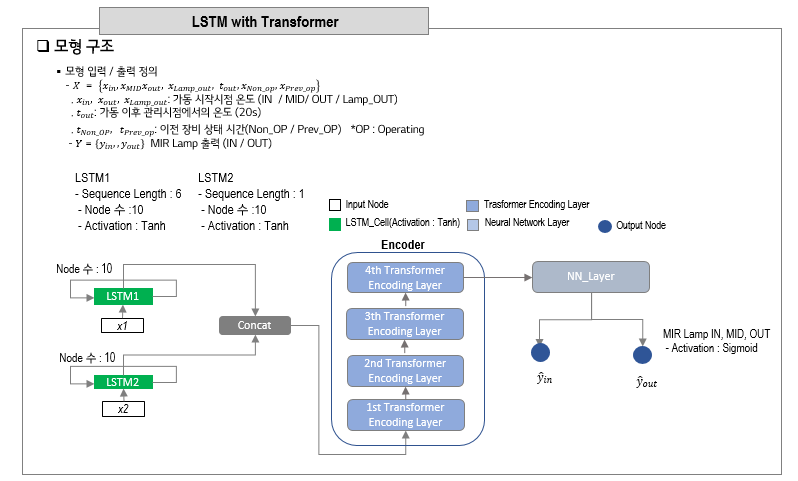 LSTM with Transformer
❑ 모형 구조
▪ 모형 입력 / 출력 정의
- X = {x_in, x_MID x_out, x_Lamp_out, t_out, x_Non_op, x_Prev_op}
. x_in, x_out, x_Lamp_out: 가동 시작시점 온도 (IN / MID/ OUT / Lamp_OUT)
. t_out: 가동 이후 관리시점에서의 온도 (20s)
. t_Non_OP, t_Prev_op: 이전 장비 상태 시간(Non_OP / Prev_OP) *OP : Operating
- Y = {y_in, , y_out} MIR Lamp 출력 (IN / OUT)
LSTM1
- Sequence Length : 6
- Node 수 :10
- Activation : Tanh
LSTM2
- Sequence Length : 1
- Node 수 :10
- Activation : Tanh
Input Node
Trasformer Encoding Layer
LSTM_Cell(Activation : Tanh)
Neural Network Layer
Output Node
Encoder
Node 수 : 10
LSTM1
x1
Node 수 : 10
LSTM2
x2
Concat
4th Transformer
Encoding Layer
3th Transformer
Encoding Layer
2nd Transformer
Encoding Layer
1st Transformer
Encoding Layer
NN_Layer
MIR Lamp IN, MID, OUT
- Activation : Sigmoid
ŷ_in
ŷ_out